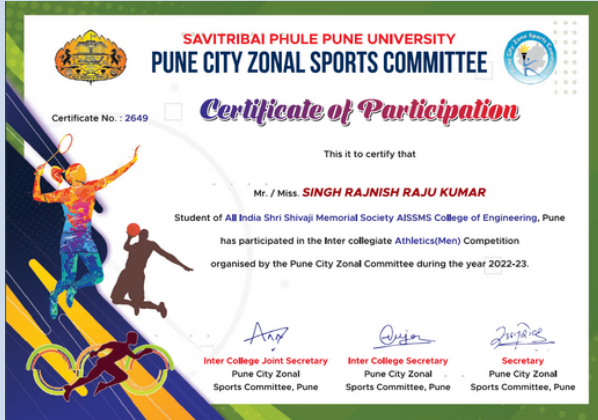 SAVITRIBAI PHULE PUNE UNIVERSITY
PUNE CITY ZONAL SPORTS COMMITTEE
Certificate of Participation
Certificate No. : 2649
This it to certify that
Mr. / Miss. SINGH RAJNISH RAJU KUMAR
Student of All India Shri Shivaji Memorial Society AISSMS College of Engineering, Pune
has participated in the Inter collegiate Athletics(Men) Competition
organised by the Pune City Zonal Committee during the year 2022-23.
Inter College Joint Secretary
Pune City Zonal
Sports Committee, Pune
Inter College Secretary
Pune City Zonal
Sports Committee, Pune
Secretary
Pune City Zonal
Sports Committee, Pune